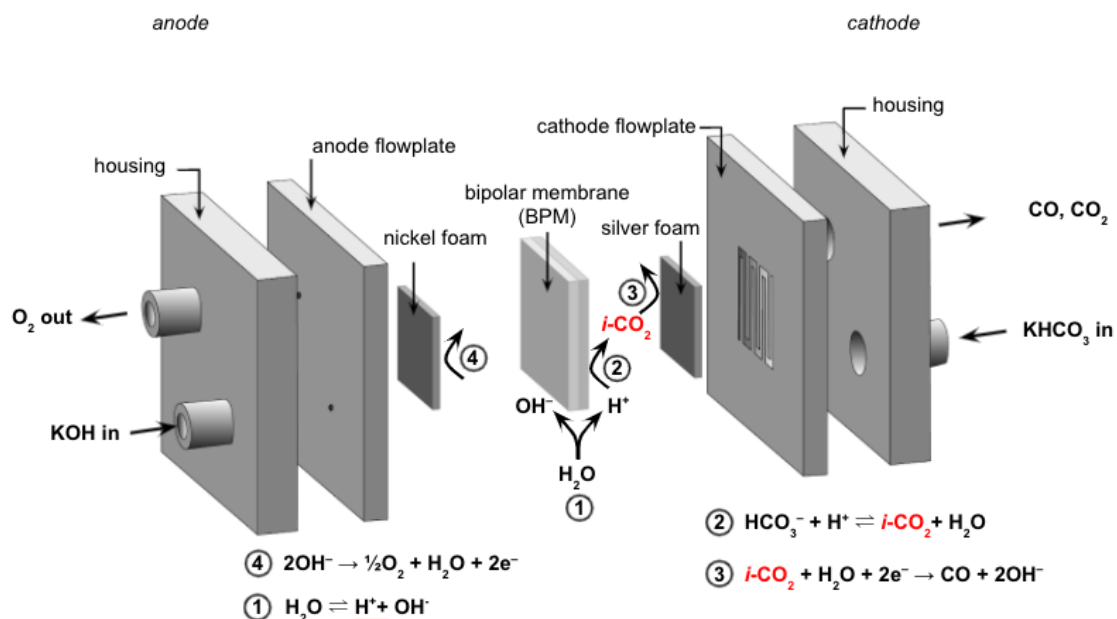 anode
cathode
housing
cathode flowplate
anode flowplate
housing
bipolar membrane
(BPM)
silver foam
nickel foam
CO, CO₂
③
i-CO₂
O₂ out
KHCO₃ in
④
②
OH⁻
H⁺
KOH in
H₂O
①
② HCO₃⁻ + H⁺ ⇌ i-CO₂ + H₂O
④ 2OH⁻ → ½O₂ + H₂O + 2e⁻
③ i-CO₂ + H₂O + 2e⁻ → CO + 2OH⁻
① H₂O ⇌ H⁺+ OH⁻